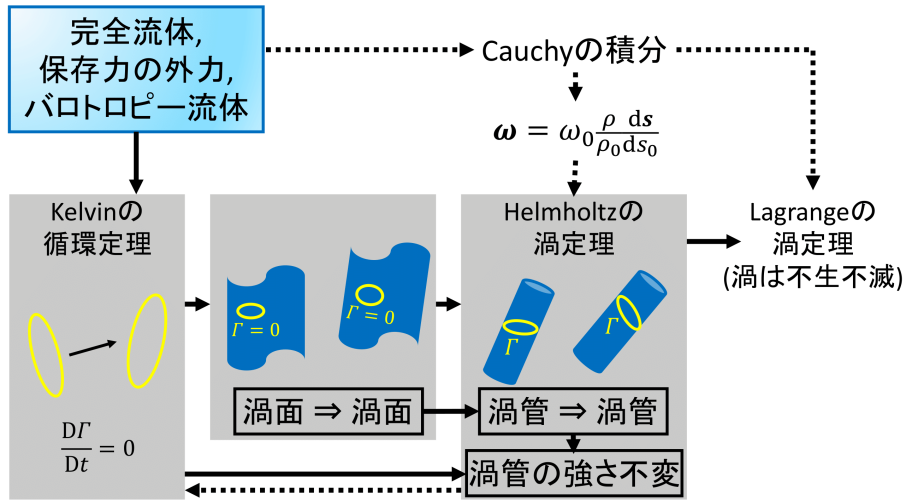 完全流体,
保存力の外力,
バロトロピー流体
Cauchyの積分
𝝎 = ω₀ ρ d𝒔 / ρ₀ ds₀
Kelvinの
循環定理
Helmholtzの
渦定理
Lagrangeの
渦定理
(渦は不生不滅)
Γ = 0
Γ = 0
Γ
Γ
渦面 ⇒ 渦面
渦管 ⇒ 渦管
DΓ/Dt = 0
渦管の強さ不変